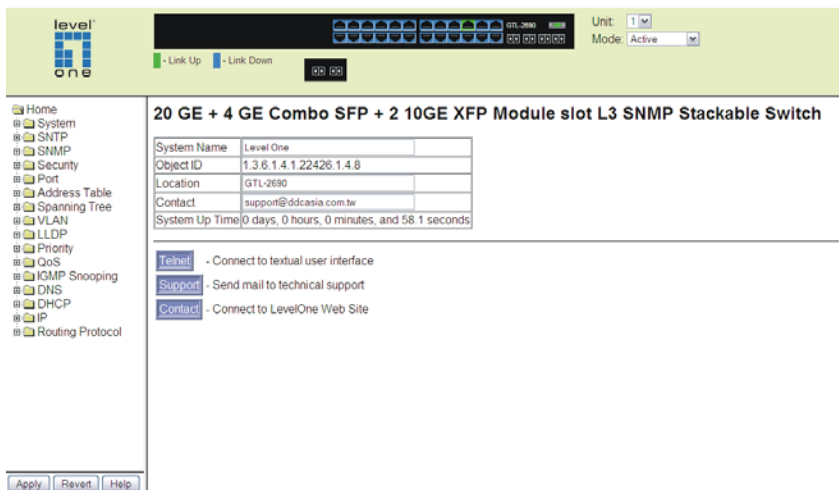 level
one
GTL-2690
Unit: 1
Mode: Active
- Link Up - Link Down
Home
System
SNTP
SNMP
Security
Port
Address Table
Spanning Tree
VLAN
LLDP
Priority
QoS
IGMP Snooping
DNS
DHCP
IP
Routing Protocol
Apply Revert Help
20 GE + 4 GE Combo SFP + 2 10GE XFP Module slot L3 SNMP Stackable Switch
System Name Level One
Object ID 1.3.6.1.4.1.22426.1.4.8
Location GTL-2690
Contact support@ddcasia.com.tw
System Up Time 0 days, 0 hours, 0 minutes, and 58.1 seconds
Telnet - Connect to textual user interface
Support - Send mail to technical support
Contact - Connect to LevelOne Web Site